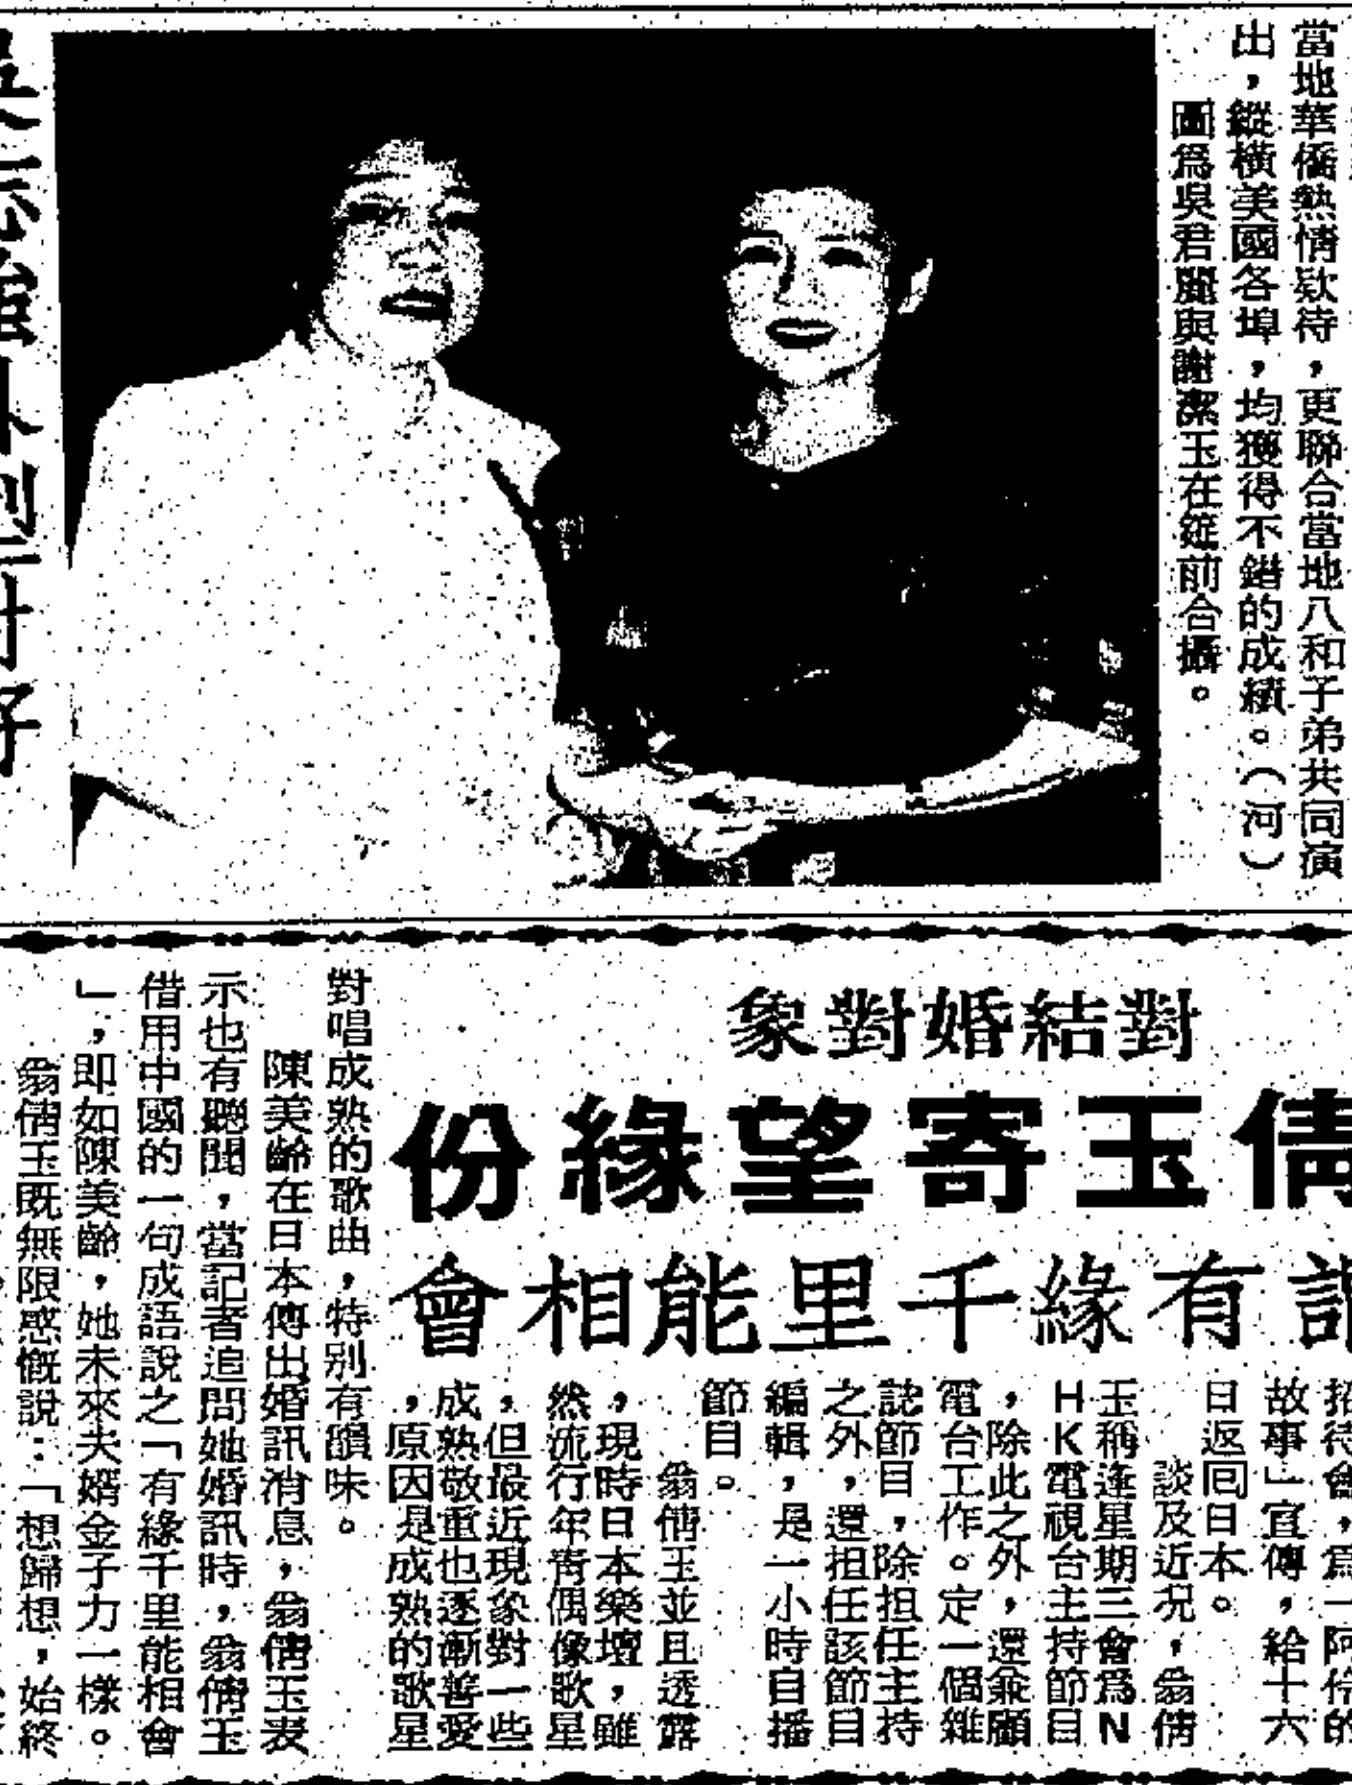 當地華僑熱情欵待，更聯合當地八和子弟共同演
出，縱橫美國各埠，均獲得不錯的成績。（河）
圖爲吳君麗與謝潔玉在筵前合攝。
對結婚對象
倩玉寄望緣份
有緣千里能相會
招待會，爲「阿信的
故事」宣傳，給十六
日返囘日本。
談及近況，翁倩
玉稱逢星期三會爲N
HK電視台主持節目
，除此之外，還兼顧
電台工作。定一個雜
誌節目，除担任主持
之外，還担任該節目
編輯，是一小時自播
節目。
翁倩玉並且透露
，現時日本樂壇，雖
然流行年青偶像歌星
，但最近現象對一些
成熟敬重也逐漸善愛
，原因是成熟的歌星
對唱成熟的歌曲，特別有韻味。
陳美齡在日本傳出婚訊消息，翁倩玉表
示也有聽聞，當記者追問她婚訊時，翁倩玉
借用中國的一句成語說之「有緣千里能相會
」，即如陳美齡，她未來夫婿金子力一樣。
翁倩玉既無限感慨說：「想歸想，始終